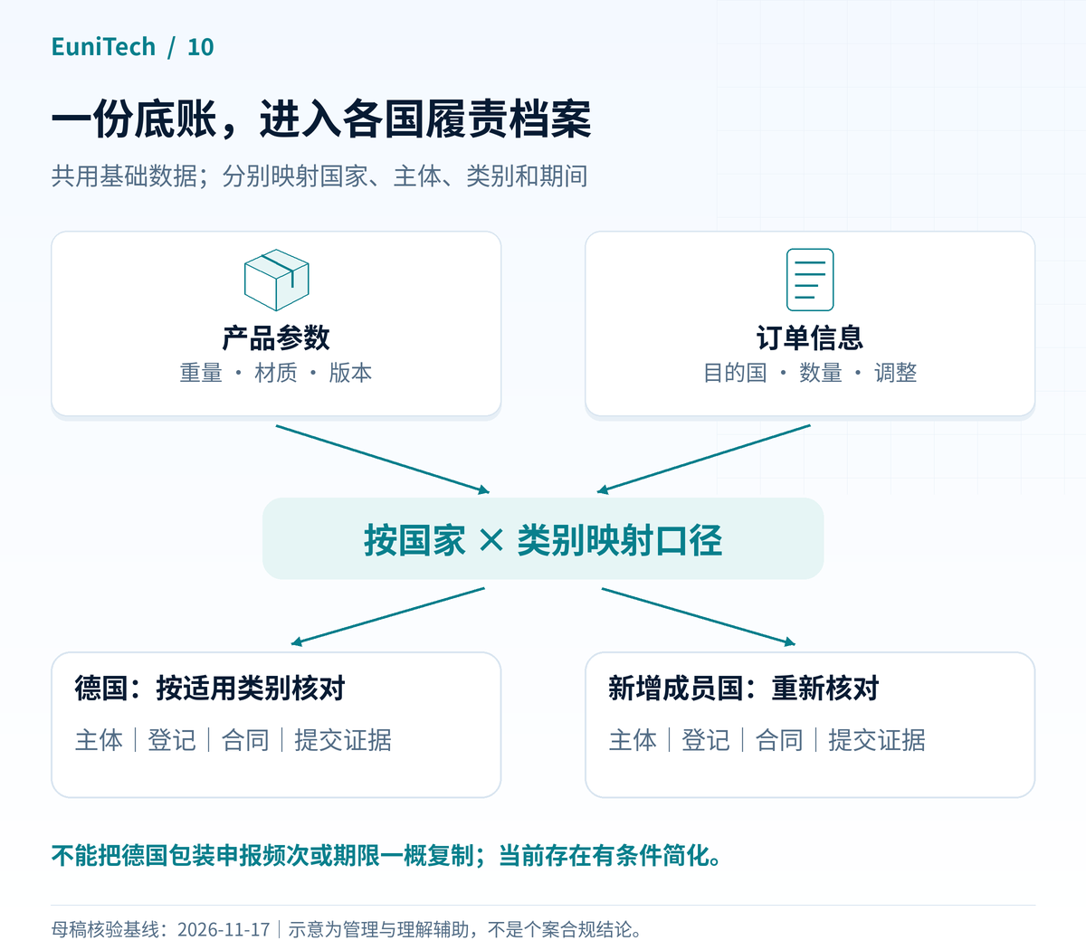 EuniTech / 10
一份底账，进入各国履责档案
共用基础数据；分别映射国家、主体、类别和期间
产品参数
重量 · 材质 · 版本
订单信息
目的国 · 数量 · 调整
按国家 × 类别映射口径
德国：按适用类别核对
主体｜登记｜合同｜提交证据
新增成员国：重新核对
主体｜登记｜合同｜提交证据
不能把德国包装申报频次或期限一概复制；当前存在有条件简化。
母稿核验基线：2026-11-17｜示意为管理与理解辅助，不是个案合规结论。